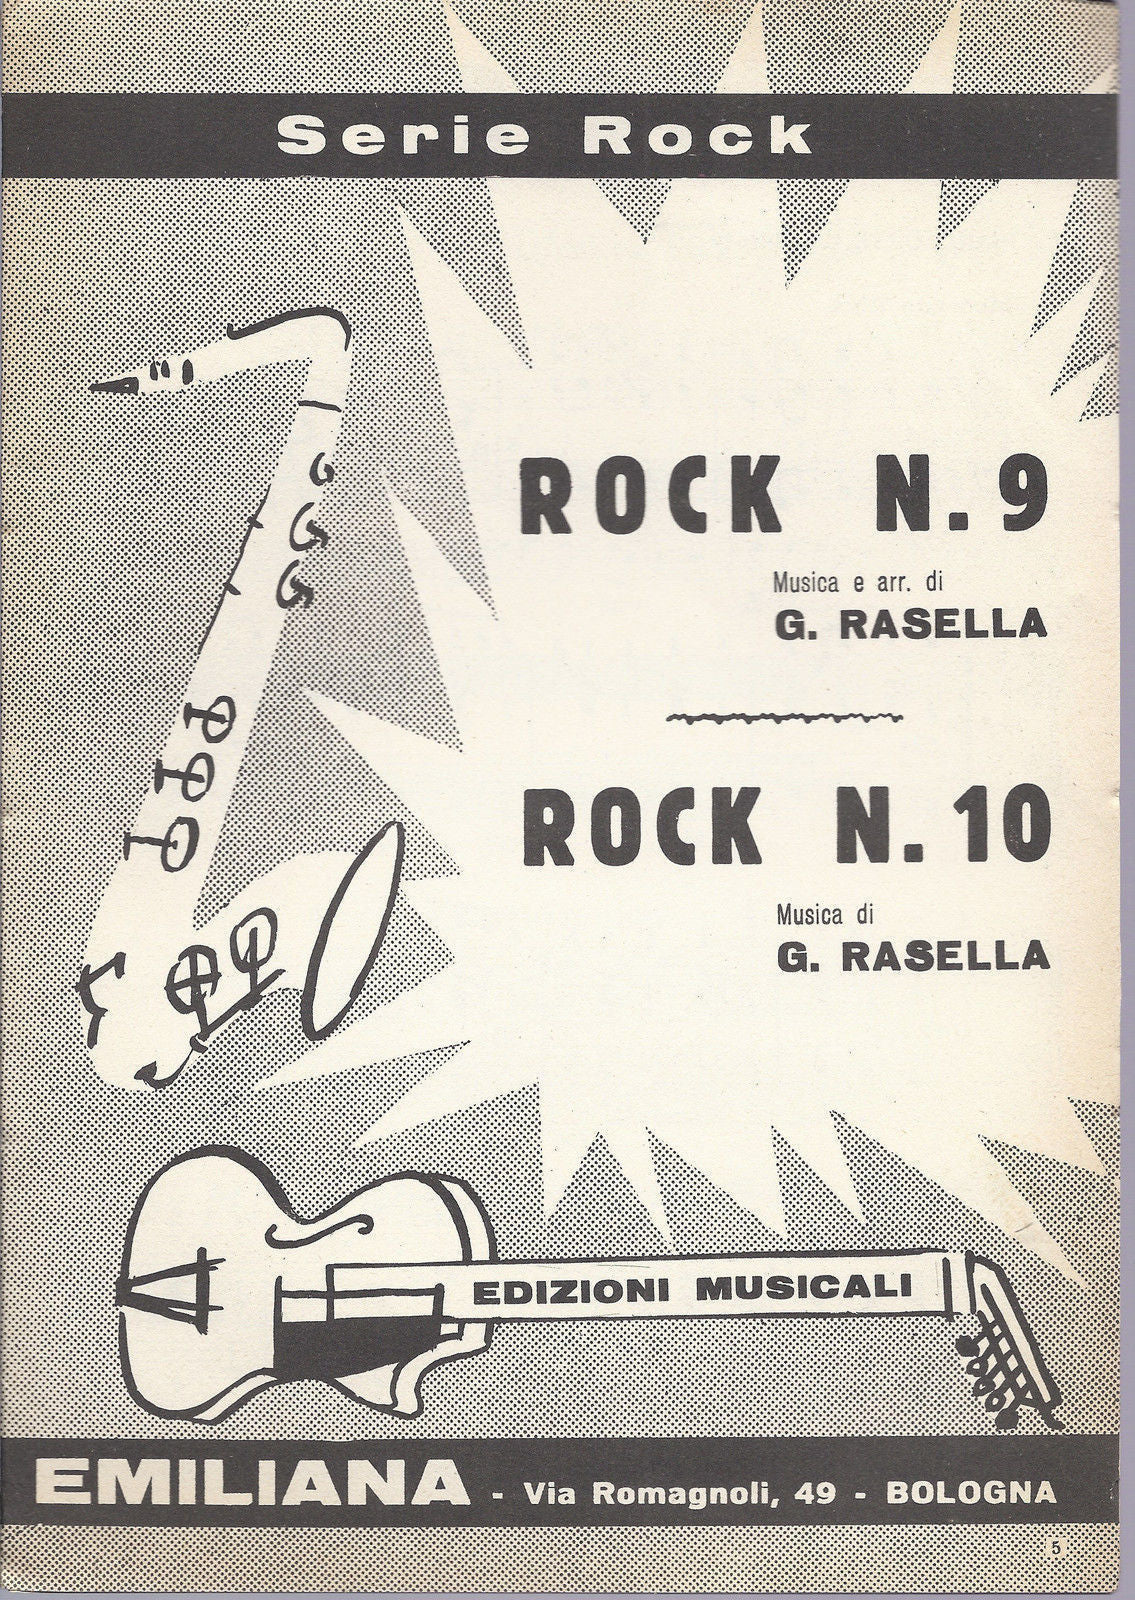 Serie Rock
ROCK N. 9
Musica e arr. di
G. RASELLA
ROCK N. 10
Musica di
G. RASELLA
EDIZIONI MUSICALI
EMILIANA - Via Romagnoli, 49 - BOLOGNA
5